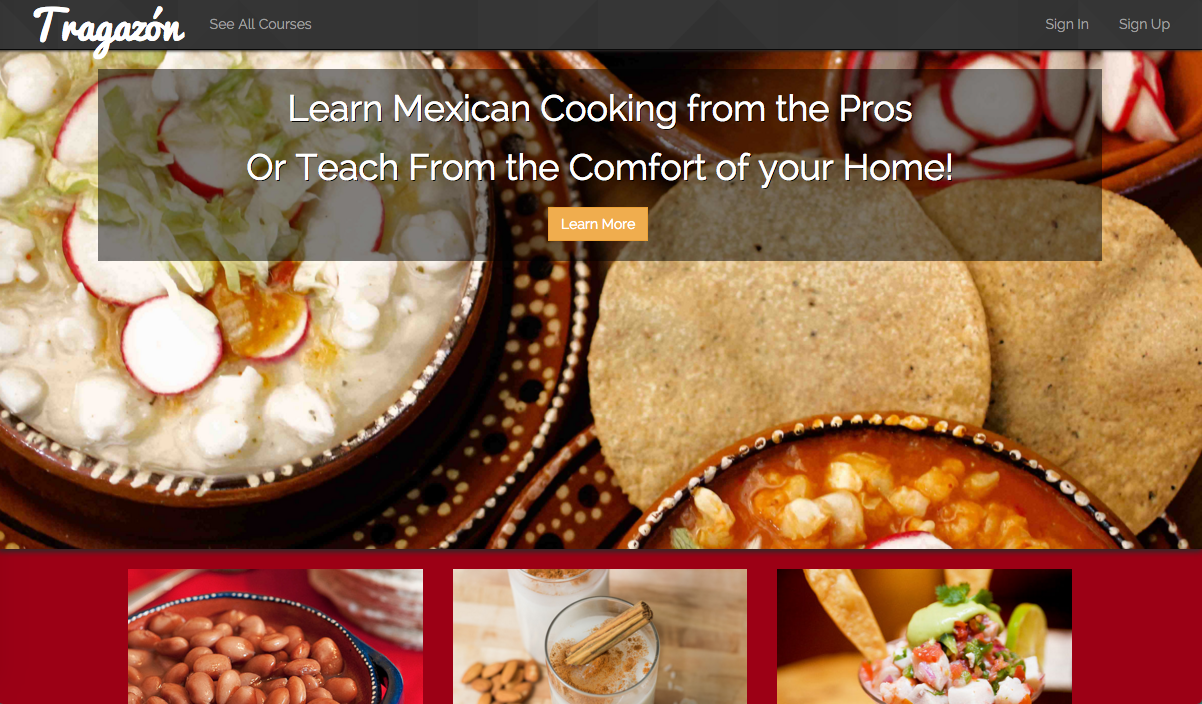 Tragazón
See All Courses
Sign In
Sign Up
Learn Mexican Cooking from the Pros
Or Teach From the Comfort of your Home!
Learn More